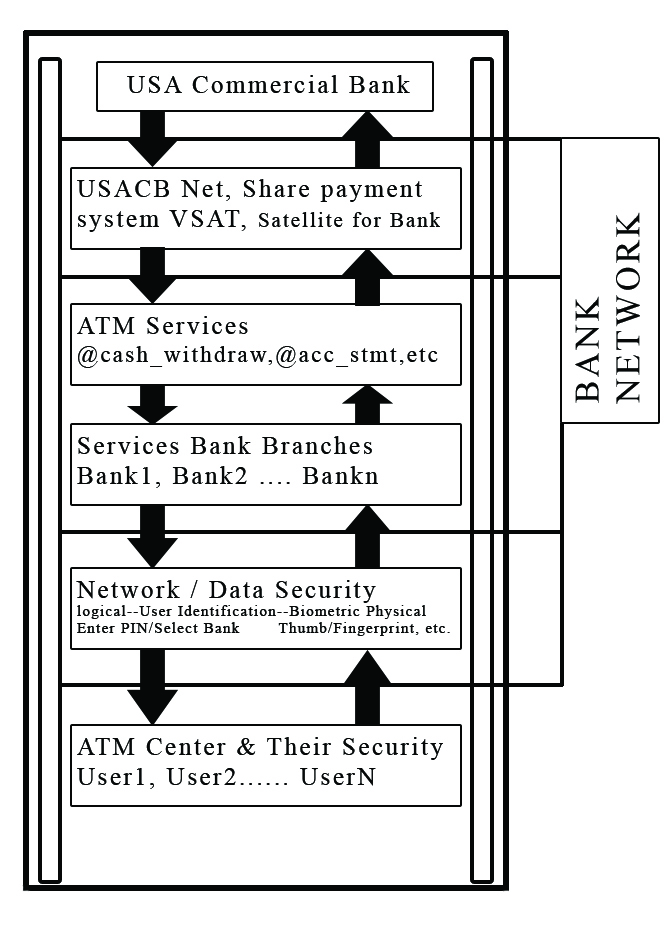 USA Commercial Bank
USACB Net, Share payment
system VSAT, Satellite for Bank
ATM Services
@cash_withdraw,@acc_stmt,etc
Services Bank Branches
Bank1, Bank2 .... Bankn
Network / Data Security
logical--User Identification--Biometric Physical
Enter PIN/Select Bank Thumb/Fingerprint, etc.
ATM Center & Their Security
User1, User2...... UserN
BANK
NETWORK